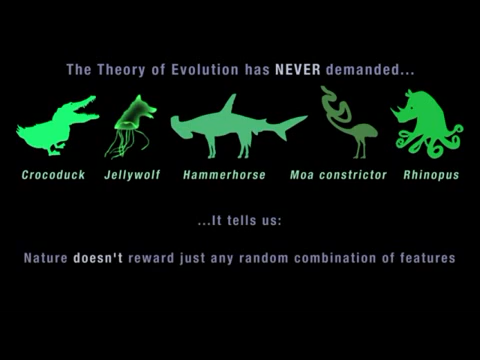 The Theory of Evolution has NEVER demanded...
Crocoduck Jellywolf Hammerhorse Moa constrictor Rhinopus
...It tells us:
Nature doesn't reward just any random combination of features